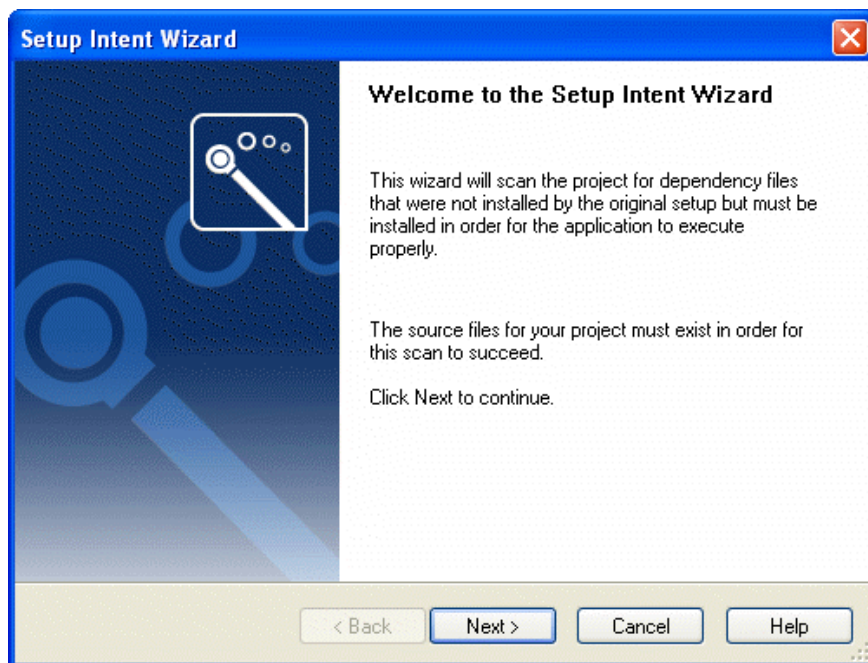 Setup Intent Wizard
Welcome to the Setup Intent Wizard
This wizard will scan the project for dependency files
that were not installed by the original setup but must be
installed in order for the application to execute
properly.
The source files for your project must exist in order for
this scan to succeed.
Click Next to continue.
< Back Next > Cancel Help